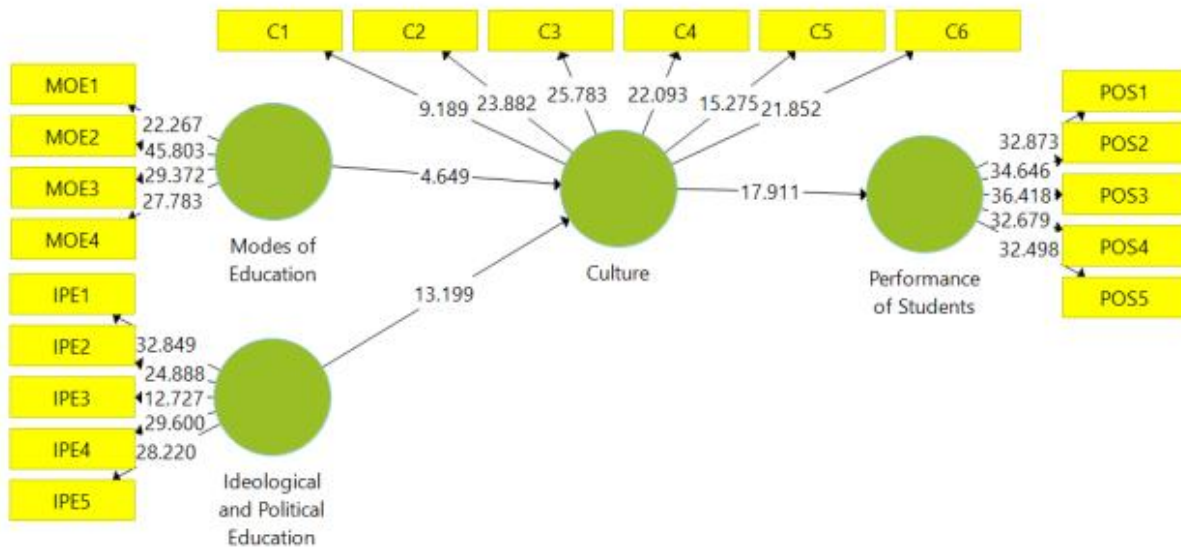 C1
C2
C3
C4
C5
C6
9.189
23.882
25.783
22.093
15.275
21.852
MOE1
MOE2
MOE3
MOE4
22.267
45.803
29.372
27.783
Modes of
Education
4.649
IPE1
IPE2
IPE3
IPE4
IPE5
32.849
24.888
12.727
29.600
28.220
Ideological
and Political
Education
13.199
Culture
17.911
Performance
of Students
32.873
34.646
36.418
32.679
32.498
POS1
POS2
POS3
POS4
POS5